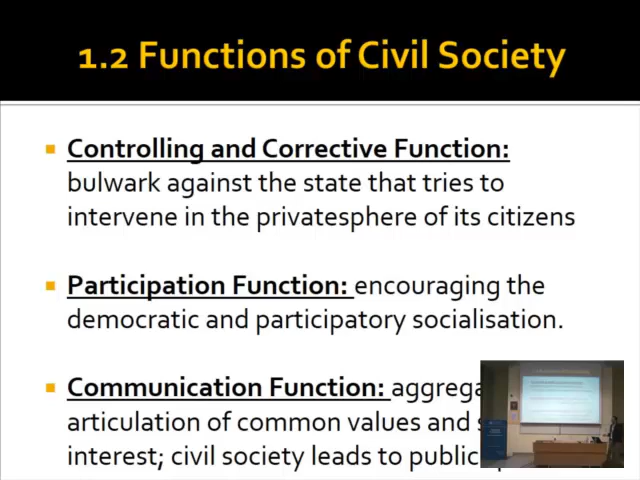 1.2 Functions of Civil Society
Controlling and Corrective Function:
bulwark against the state that tries to
intervene in the privatesphere of its citizens
Participation Function: encouraging the
democratic and participatory socialisation.
Communication Function:
articulation of common values and
interest; civil society leads to public